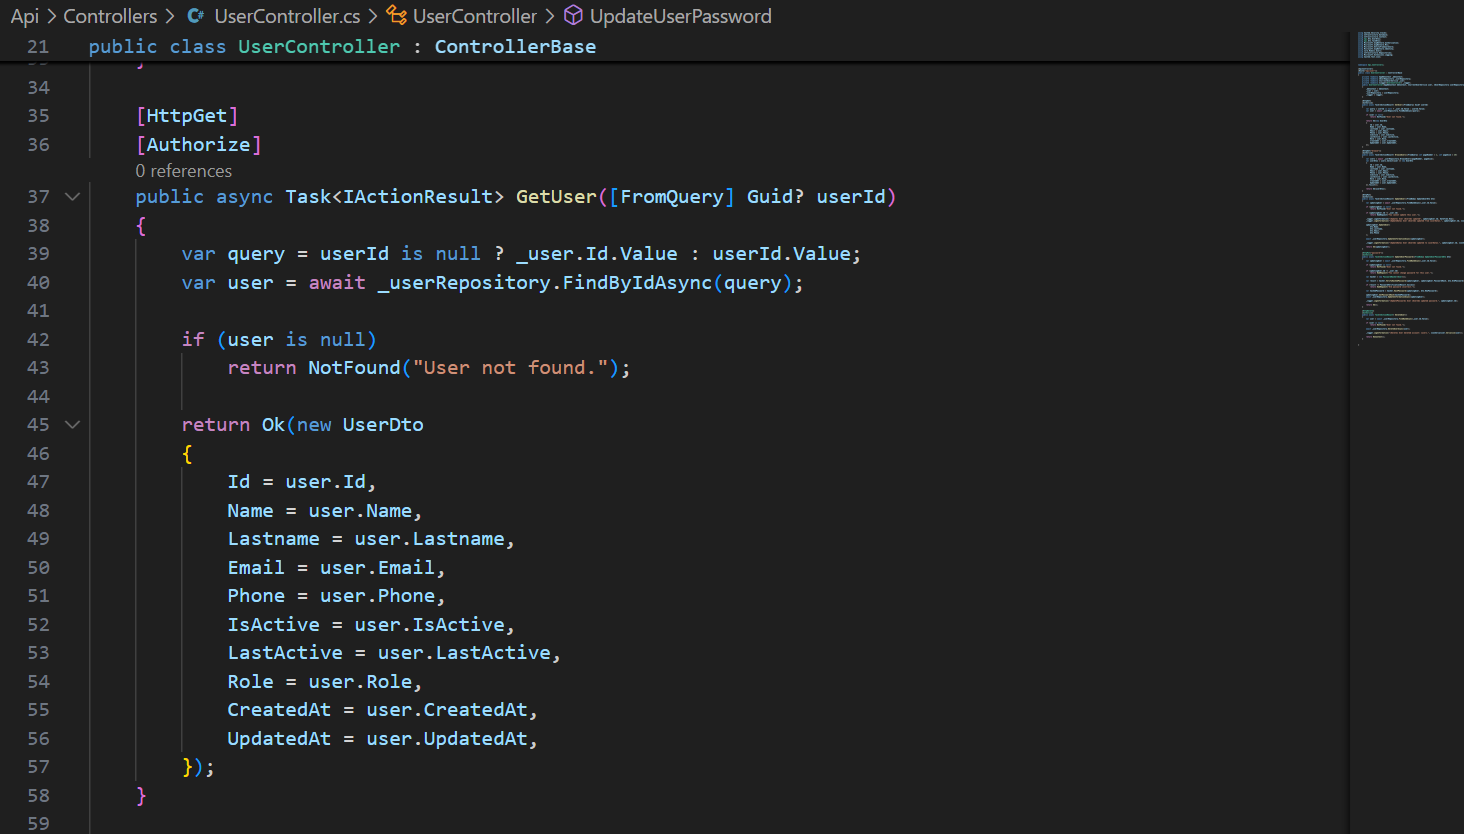 Api > Controllers > C# UserController.cs > UserController > UpdateUserPassword
21 public class UserController : ControllerBase
34
35 [HttpGet]
36 [Authorize]
0 references
37 public async Task<IActionResult> GetUser([FromQuery] Guid? userId)
38 {
39 var query = userId is null ? _user.Id.Value : userId.Value;
40 var user = await _userRepository.FindByIdAsync(query);
41
42 if (user is null)
43 return NotFound("User not found.");
44
45 return Ok(new UserDto
46 {
47 Id = user.Id,
48 Name = user.Name,
49 Lastname = user.Lastname,
50 Email = user.Email,
51 Phone = user.Phone,
52 IsActive = user.IsActive,
53 LastActive = user.LastActive,
54 Role = user.Role,
55 CreatedAt = user.CreatedAt,
56 UpdatedAt = user.UpdatedAt,
57 });
58 }
59